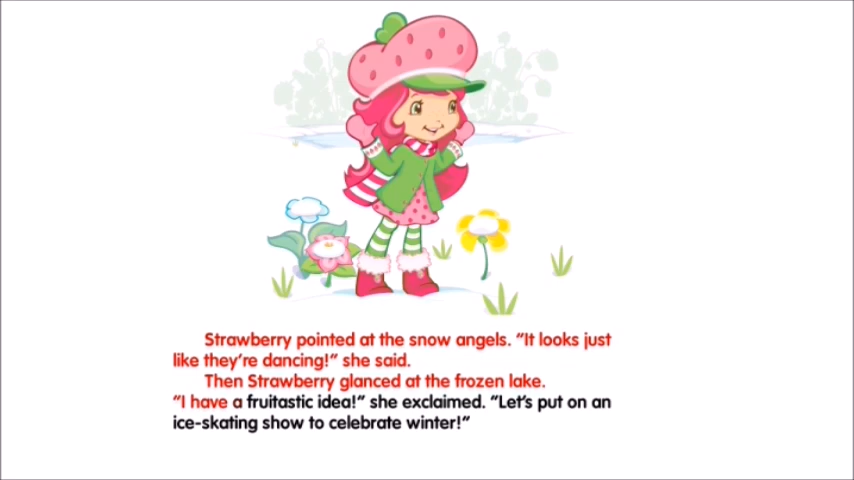 Strawberry pointed at the snow angels. “It looks just
like they’re dancing!” she said.
Then Strawberry glanced at the frozen lake.
“I have a fruitastic idea!” she exclaimed. “Let’s put on an
ice-skating show to celebrate winter!”